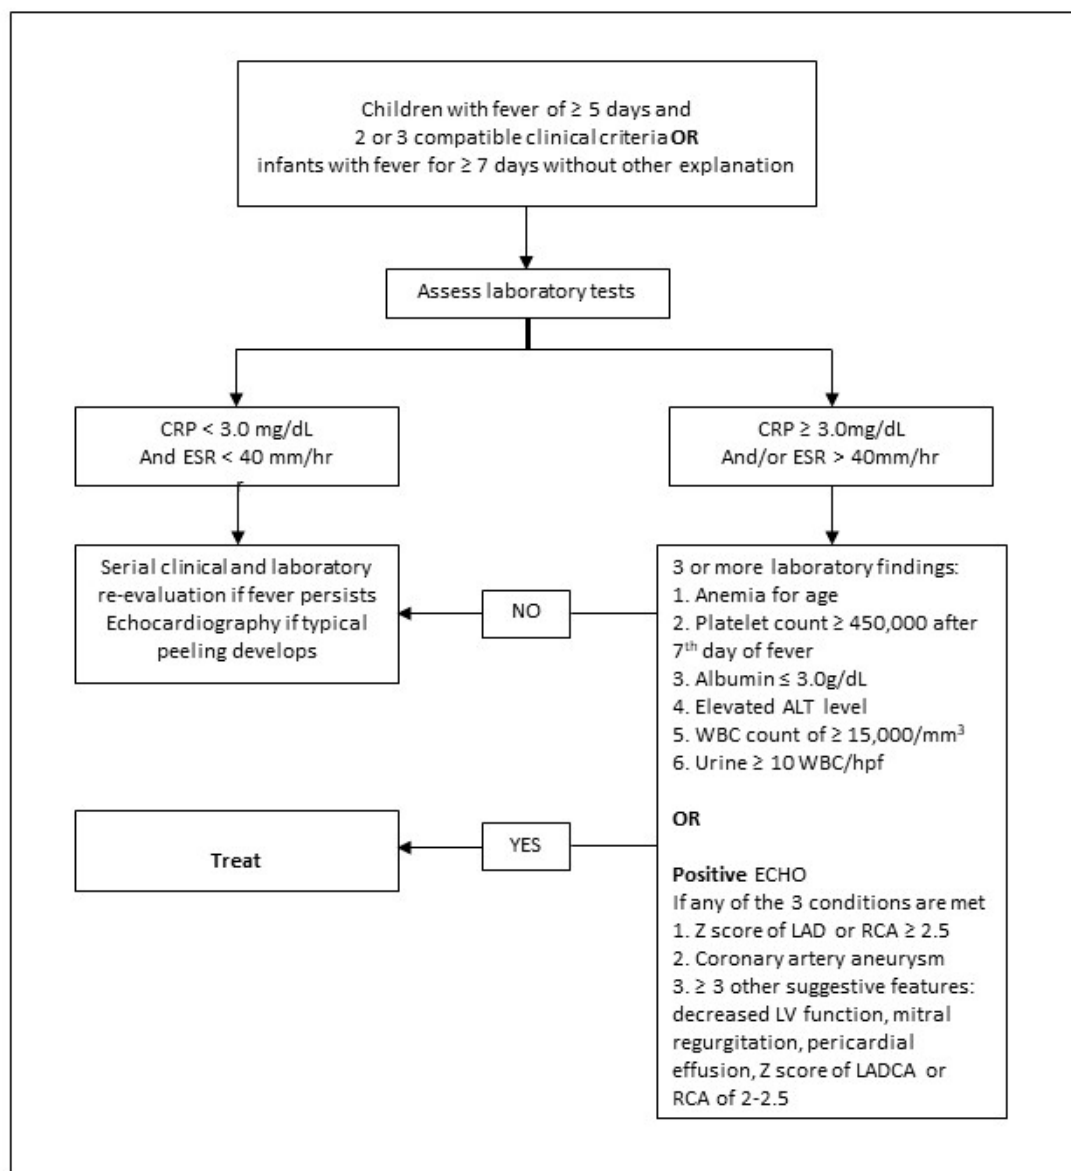 Children with fever of ≥ 5 days and
2 or 3 compatible clinical criteria OR
infants with fever for ≥ 7 days without other explanation
Assess laboratory tests
CRP < 3.0 mg/dL
And ESR < 40 mm/hr
CRP ≥ 3.0mg/dL
And/or ESR > 40mm/hr
Serial clinical and laboratory
re-evaluation if fever persists
Echocardiography if typical
peeling develops
NO
3 or more laboratory findings:
1. Anemia for age
2. Platelet count ≥ 450,000 after
7th day of fever
3. Albumin ≤ 3.0g/dL
4. Elevated ALT level
5. WBC count of ≥ 15,000/mm³
6. Urine ≥ 10 WBC/hpf
OR
Positive ECHO
If any of the 3 conditions are met
1. Z score of LAD or RCA ≥ 2.5
2. Coronary artery aneurysm
3. ≥ 3 other suggestive features:
decreased LV function, mitral
regurgitation, pericardial
effusion, Z score of LADCA or
RCA of 2-2.5
YES
Treat